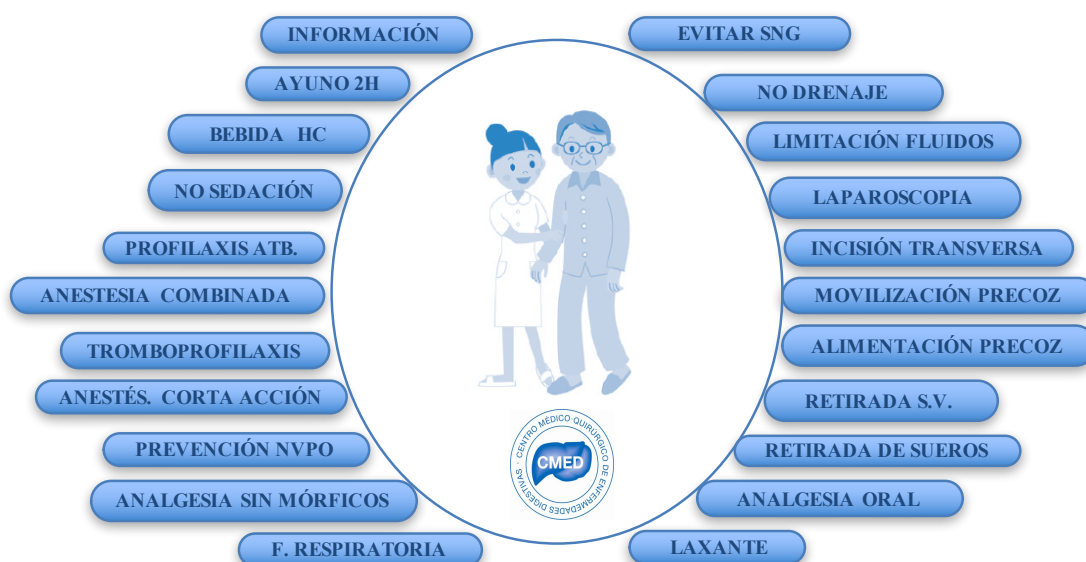 INFORMACIÓN
AYUNO 2H
BEBIDA HC
NO SEDACIÓN
PROFILAXIS ATB.
ANESTESIA COMBINADA
TROMBOPROFILAXIS
ANESTÉS. CORTA ACCIÓN
PREVENCIÓN NVPO
ANALGESIA SIN MÓRFICOS
F. RESPIRATORIA
EVITAR SNG
NO DRENAJE
LIMITACIÓN FLUIDOS
LAPAROSCOPIA
INCISIÓN TRANSVERSA
MOVILIZACIÓN PRECOZ
ALIMENTACIÓN PRECOZ
RETIRADA S.V.
RETIRADA DE SUEROS
ANALGESIA ORAL
LAXANTE
CENTRO MÉDICO-QUIRÚRGICO DE ENFERMEDADES DIGESTIVAS
CMED